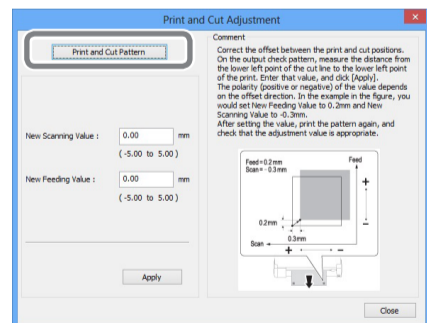 Print and Cut Adjustment
Print and Cut Pattern
New Scanning Value :
0.00
mm
( -5.00 to 5.00 )
New Feeding Value :
0.00
mm
( -5.00 to 5.00 )
Apply
Comment
Correct the offset between the print and cut positions.
On the output check pattern, measure the distance from
the lower left point of the cut line to the lower left point
of the print. Enter that value, and click [Apply].
The polarity (positive or negative) of the value depends
on the offset direction. In the example in the figure, you
would set New Feeding Value to 0.2mm and New
Scanning Value to -0.3mm.
After setting the value, print the pattern again, and
check that the adjustment value is appropriate.
Feed=0.2 mm
Scan=-0.3mm
Feed
+
−
0.2mm
0.3mm
Scan
+
−
Close